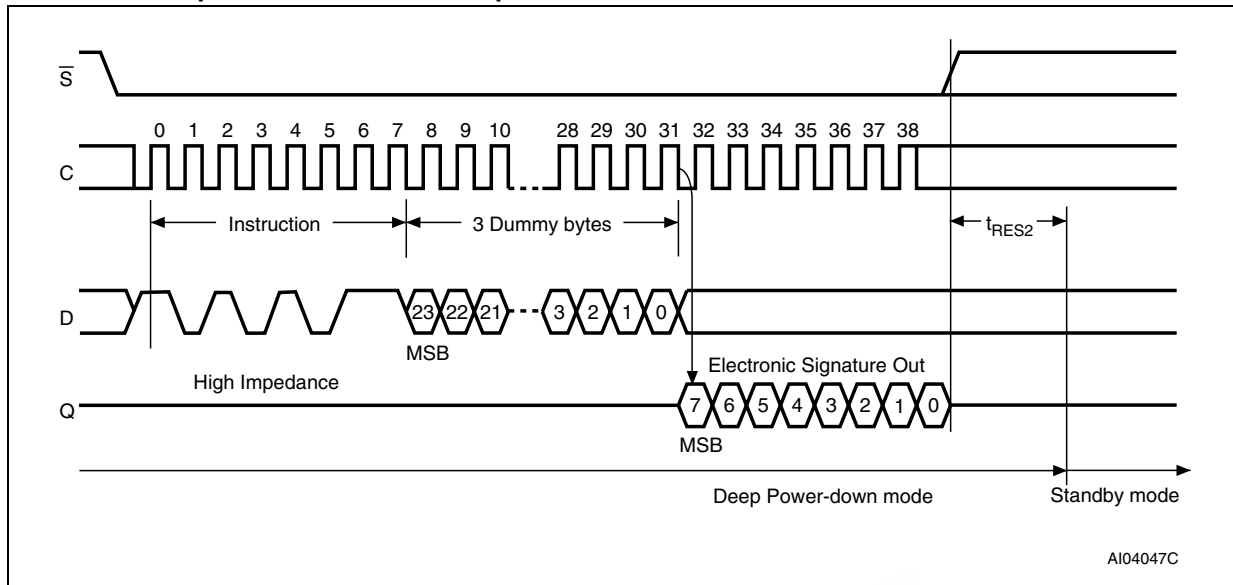 S
0 1 2 3 4 5 6 7 8 9 10 28 29 30 31 32 33 34 35 36 37 38
C
Instruction 3 Dummy bytes tRES2
D 23 22 21 3 2 1 0
MSB
High Impedance Electronic Signature Out
Q 7 6 5 4 3 2 1 0
MSB
Deep Power-down mode Standby mode
AI04047C